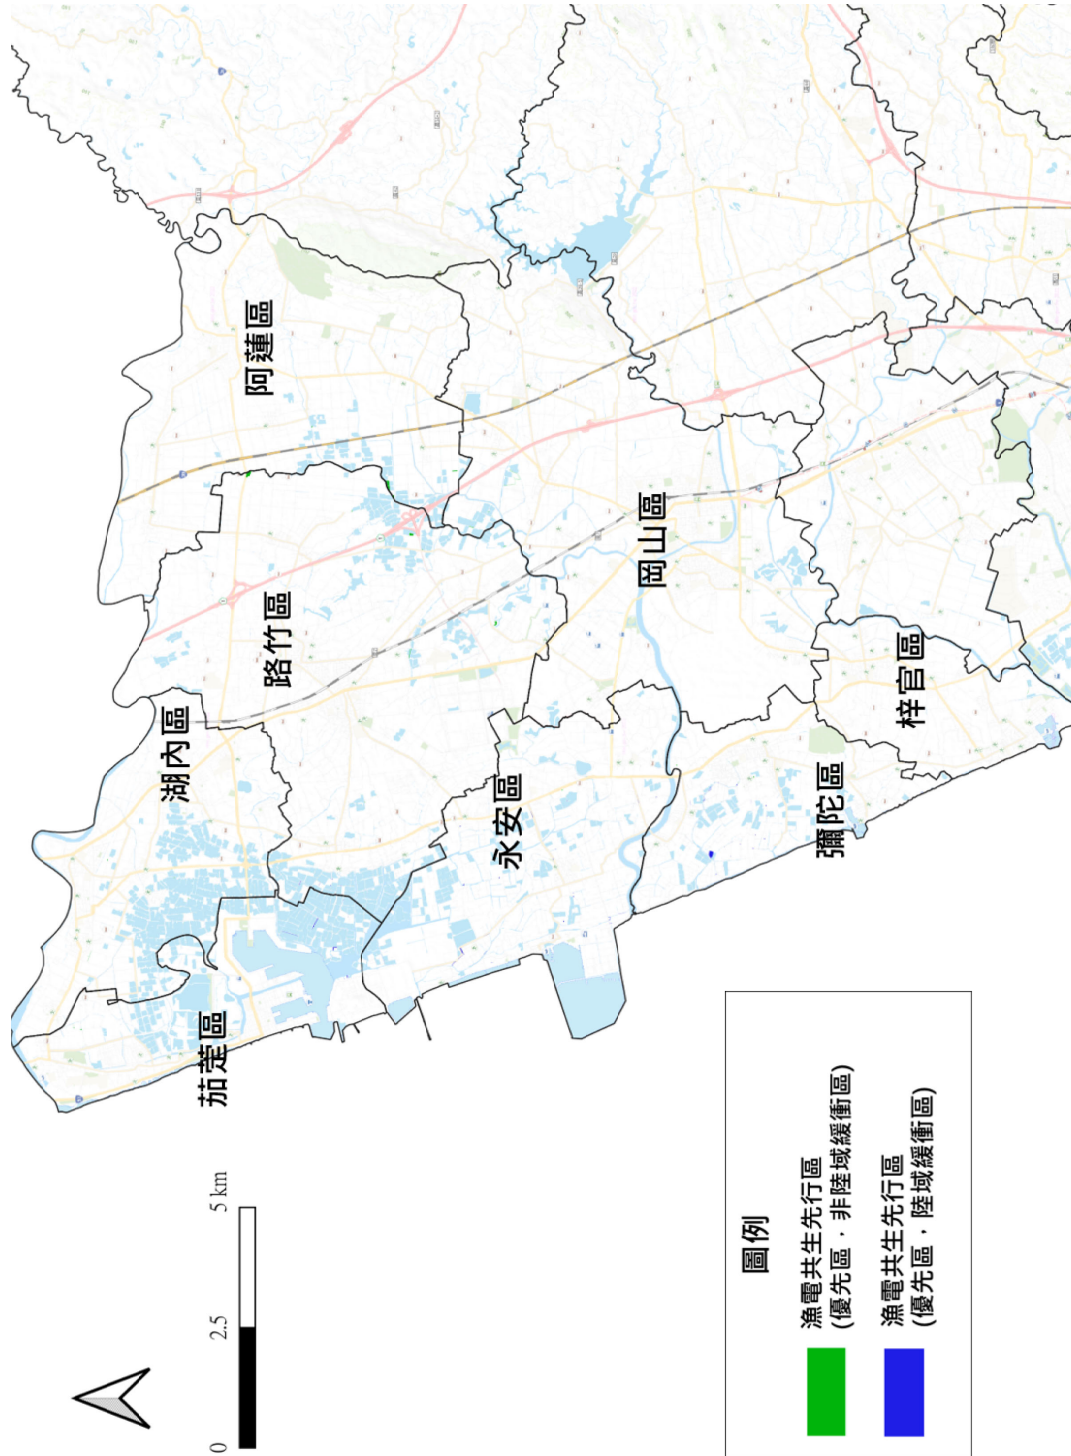 阿蓮區
路竹區
湖內區
岡山區
永安區
梓官區
彌陀區
茄萣區
0 2.5 5 km
圖例
漁電共生先行區
(優先區，非陸域緩衝區)
漁電共生先行區
(優先區，陸域緩衝區)